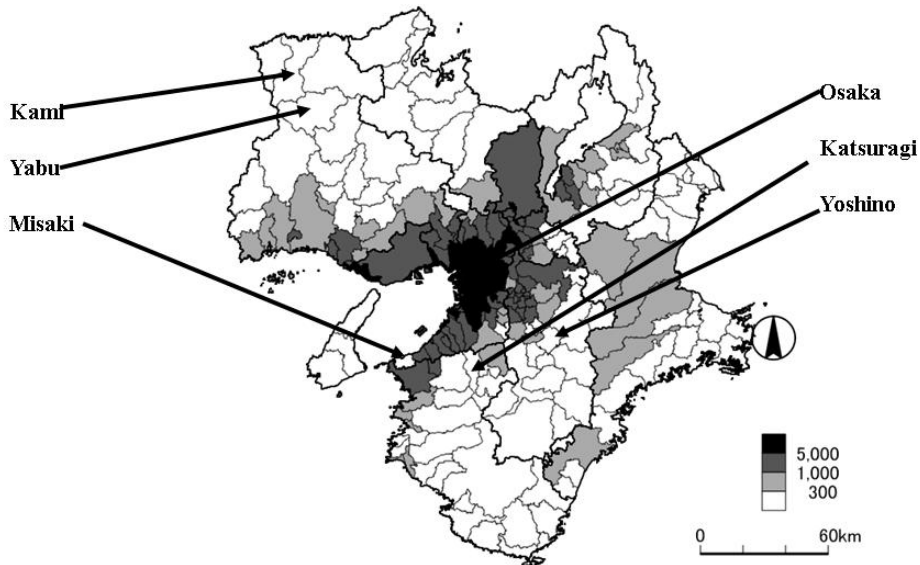 Kami
Yabu
Misaki
Osaka
Katsuragi
Yoshino
5,000
1,000
300
0 60km